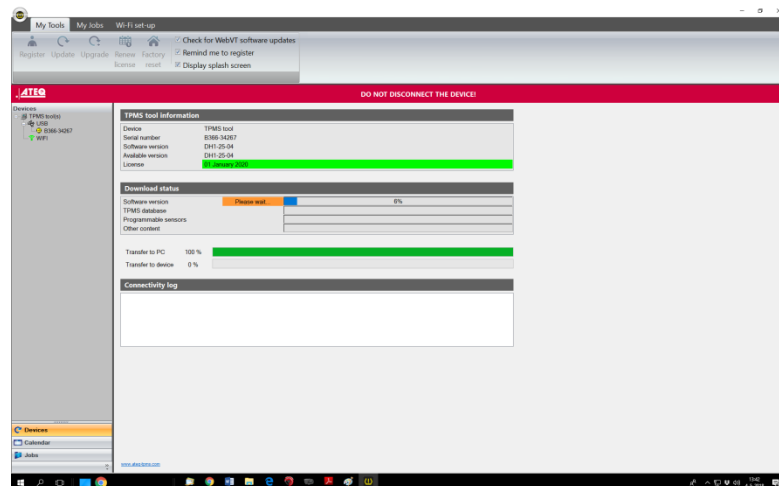 My Tools My Jobs Wi-Fi set-up
Register Update Upgrade Renew license Factory reset
Check for WebVT software updates
Remind me to register
Display splash screen
ATEQ
DO NOT DISCONNECT THE DEVICE!
Devices
TPMS tool(s)
USB
B366-34267
WIFI
TPMS tool information
Device TPMS tool
Serial number B366-34267
Software version DH1-25-04
Available version DH1-25-04
License 01 January 2020
Download status
Software version Please wait... 6%
TPMS database
Programmable sensors
Other content
Transfer to PC 100 %
Transfer to device 0 %
Connectivity log
Devices
Calendar
Jobs
www.ateq-tpms.com
1342